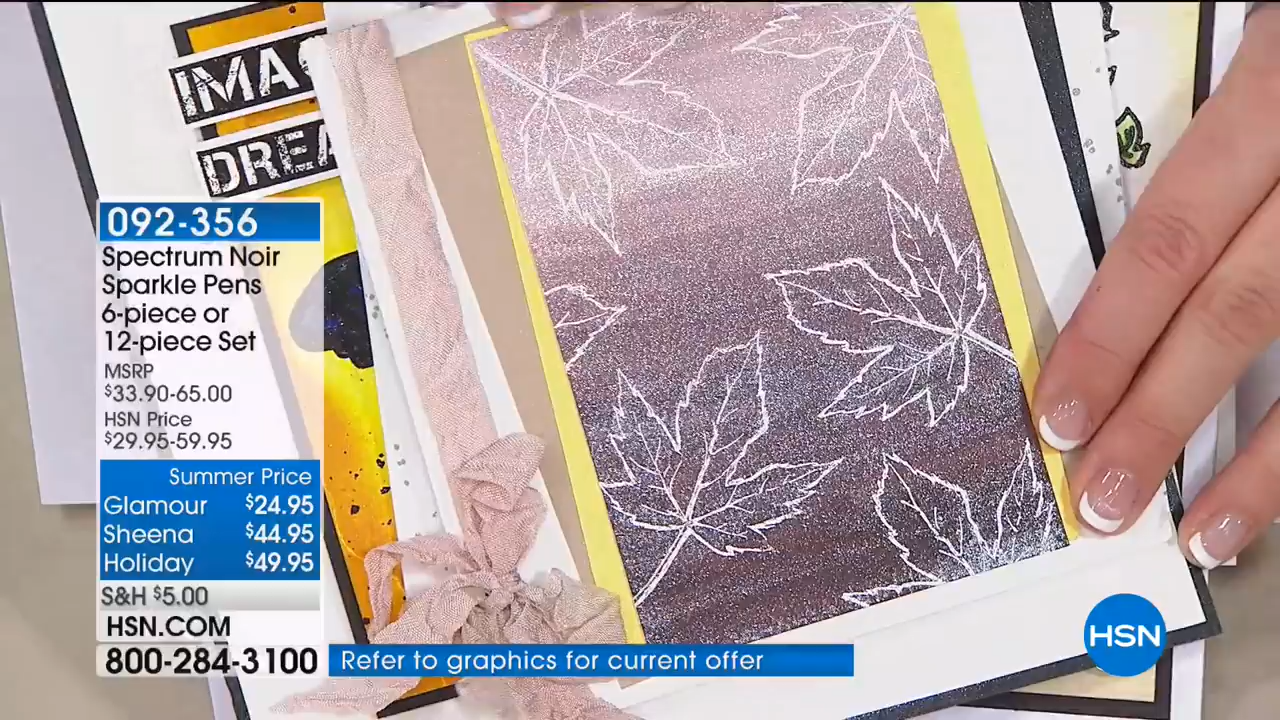 092-356
Spectrum Noir
Sparkle Pens
6-piece or
12-piece Set
MSRP
$33.90-65.00
HSN Price
$29.95-59.95
Summer Price
Glamour $24.95
Sheena $44.95
Holiday $49.95
S&H $5.00
HSN.COM
800-284-3100
Refer to graphics for current offer
HSN